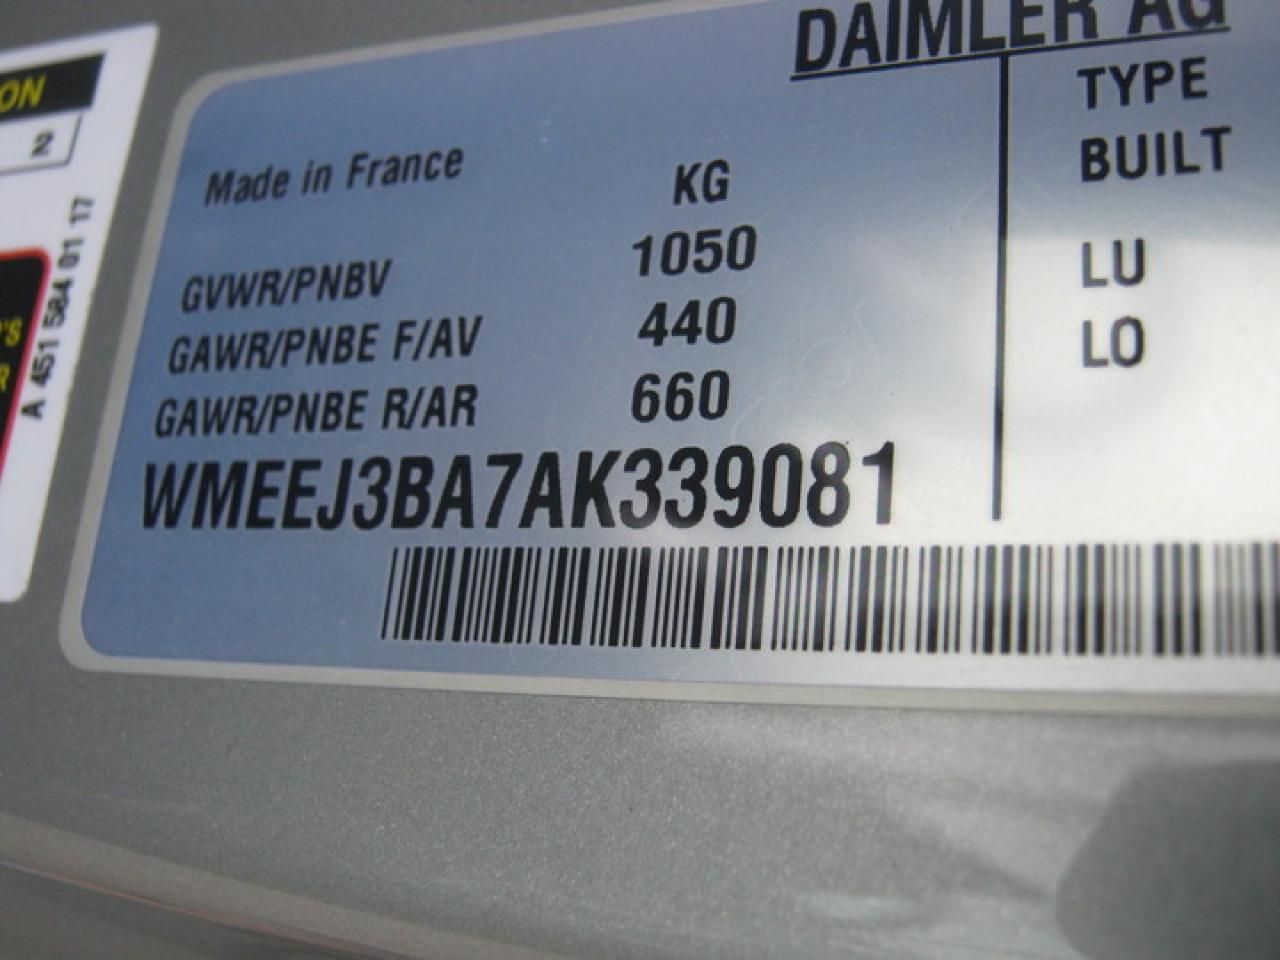 ON
2
A 451 584 01 17
'S
R
DAIMLER AG
Made in France
KG
GVWR/PNBV 1050
GAWR/PNBE F/AV 440
GAWR/PNBE R/AR 660
WMEEJ3BA7AK339081
TYPE
BUILT
LU
LO